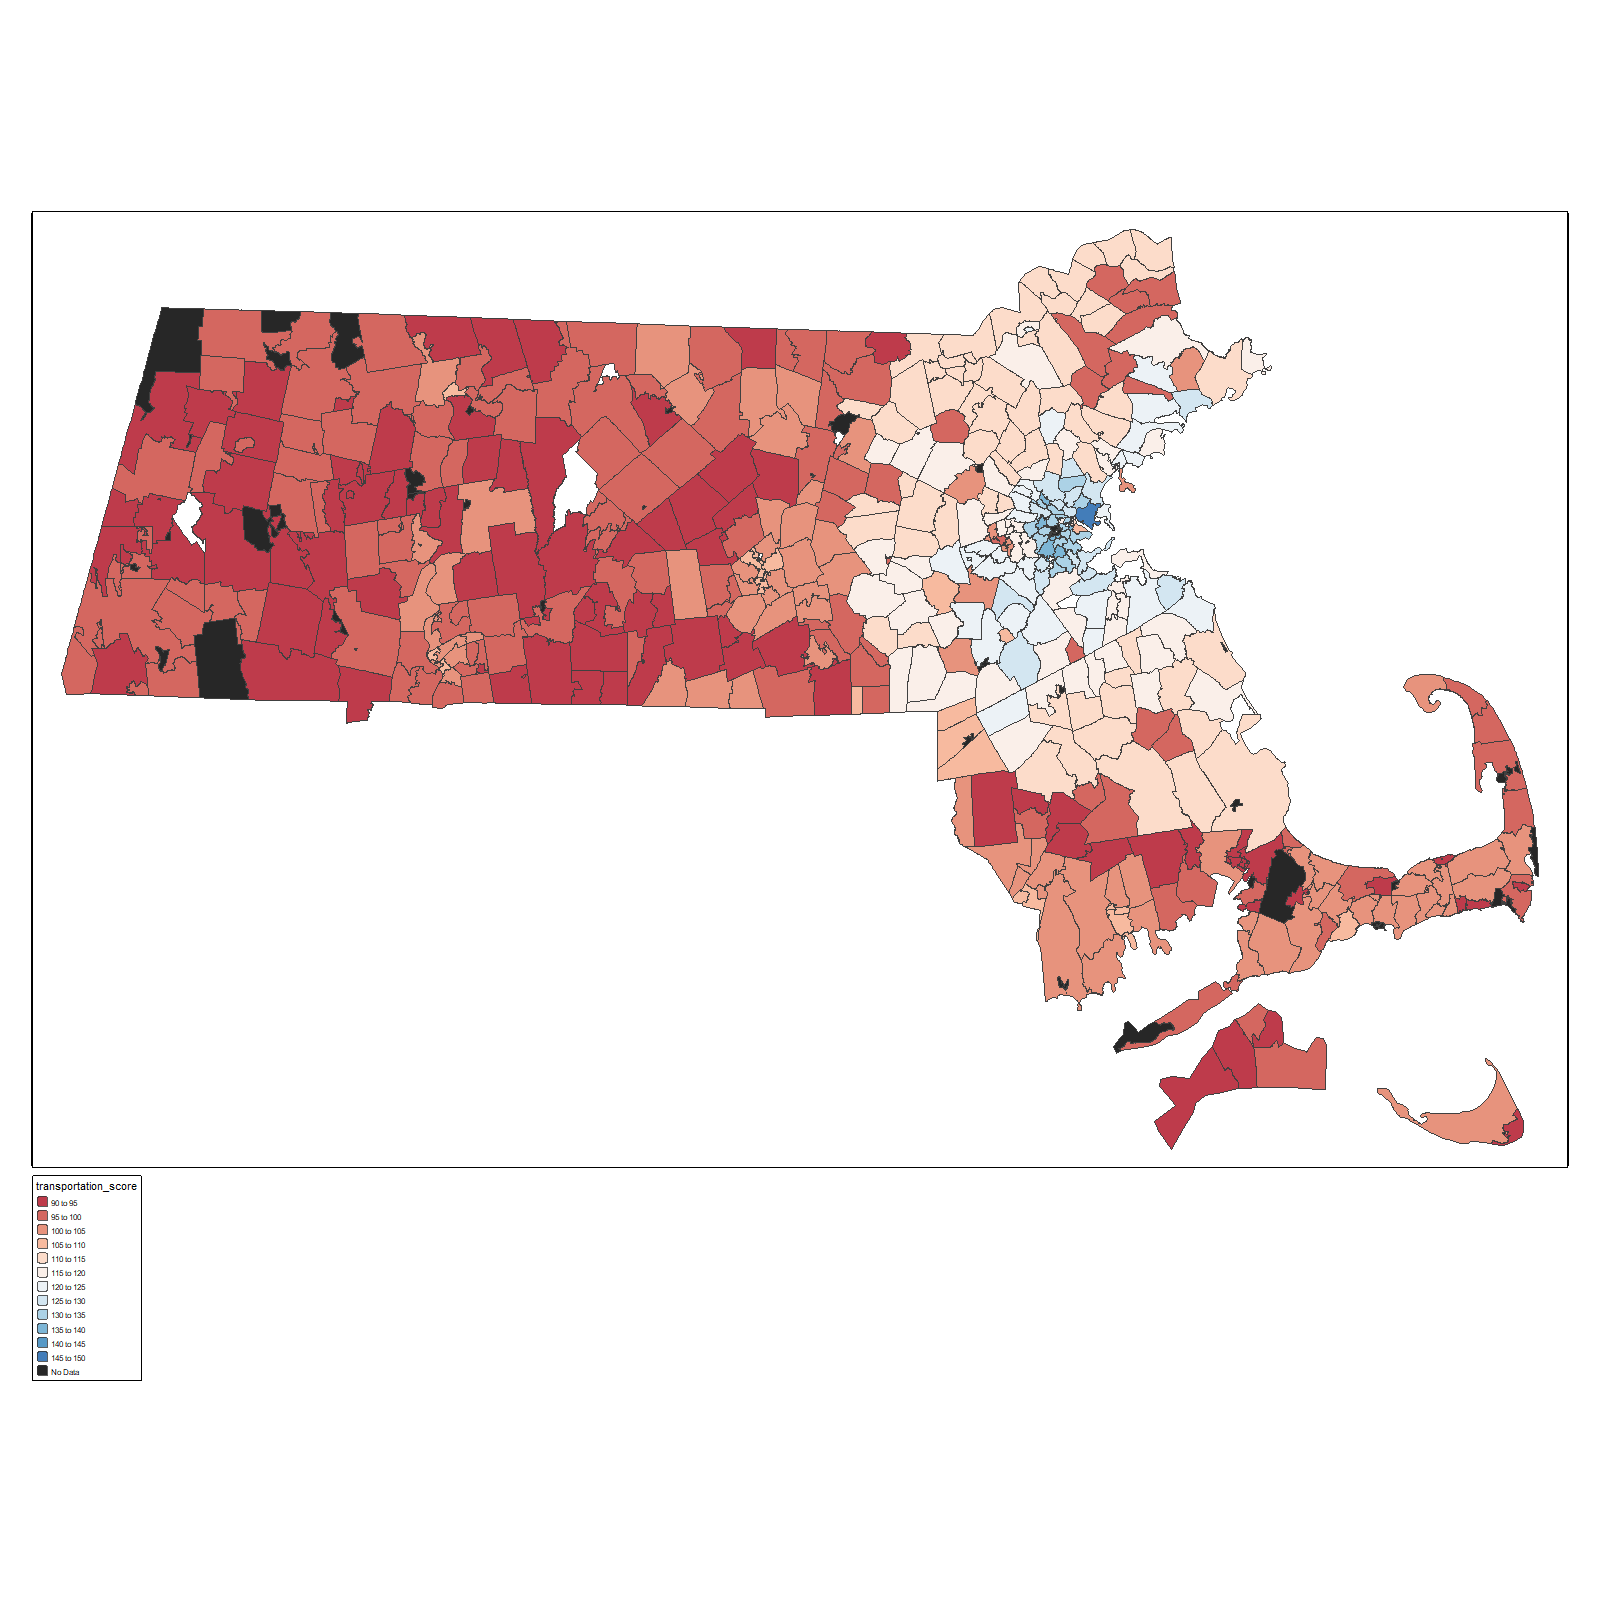 transportation_score
90 to 95
95 to 100
100 to 105
105 to 110
110 to 115
115 to 120
120 to 125
125 to 130
130 to 135
135 to 140
140 to 145
145 to 150
No Data